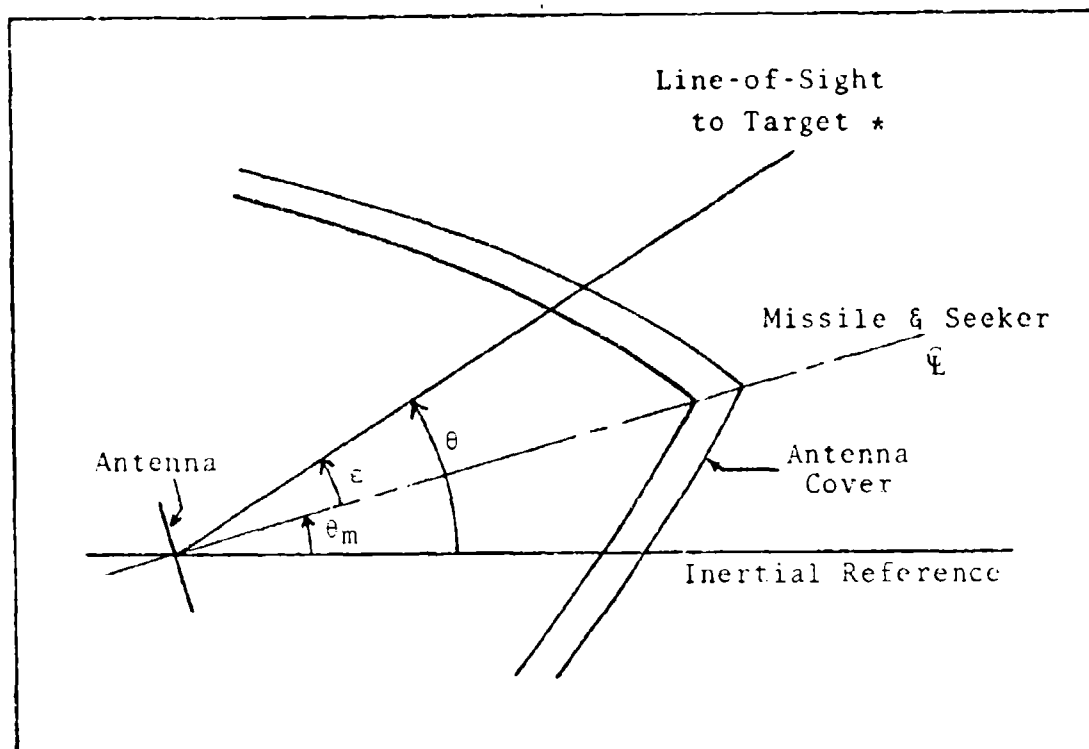 Line-of-Sight
to Target *
Missile & Seeker
℄
Antenna
θ
ε
θm
Antenna
Cover
Inertial Reference